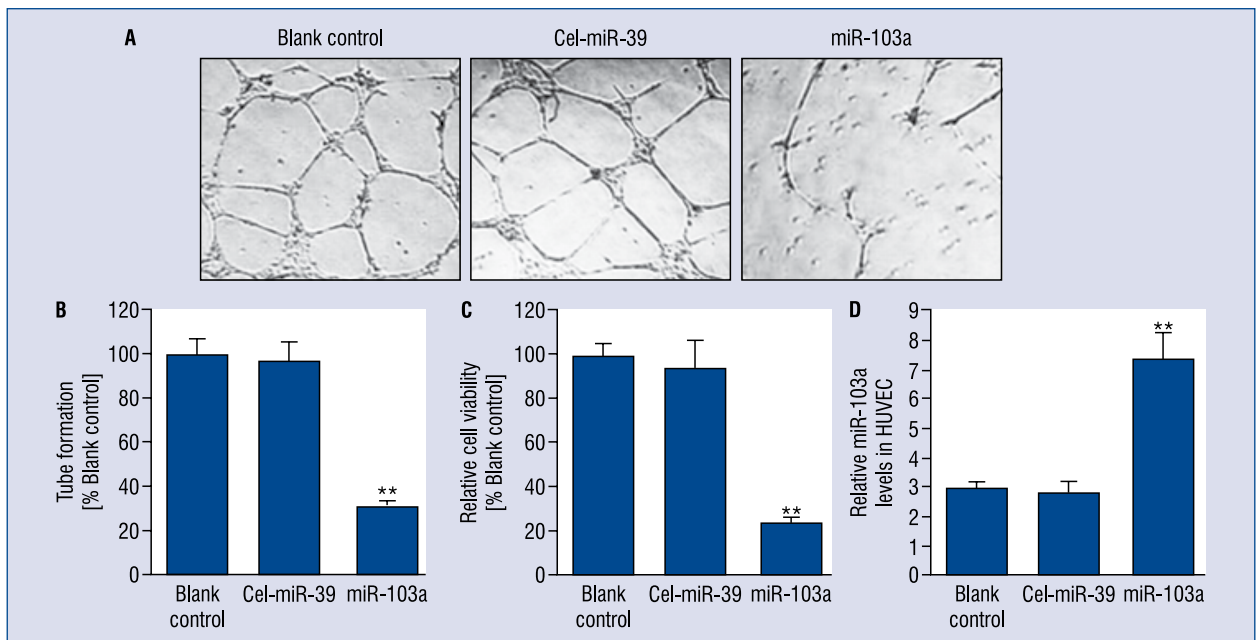 A
Blank control
Cel-miR-39
miR-103a
B
Tube formation
[% Blank control]
120
100
80
60
40
20
0
**
Blank
control
Cel-miR-39
miR-103a
C
Relative cell viability
[% Blank control]
120
100
80
60
40
20
0
**
Blank
control
Cel-miR-39
miR-103a
D
Relative miR-103a
levels in HUVEC
9
8
7
6
5
4
3
2
1
0
**
Blank
control
Cel-miR-39
miR-103a